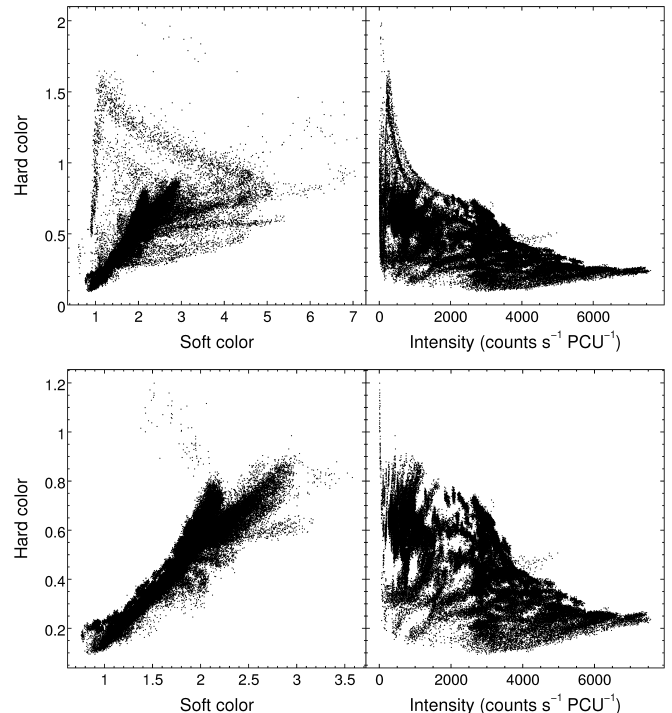 2
1.5
1
0.5
0
Hard color
1 2 3 4 5 6 7
0 2000 4000 6000
Soft color
Intensity (counts s⁻¹ PCU⁻¹)
1.2
1
0.8
0.6
0.4
0.2
Hard color
1 1.5 2 2.5 3 3.5
0 2000 4000 6000
Soft color
Intensity (counts s⁻¹ PCU⁻¹)